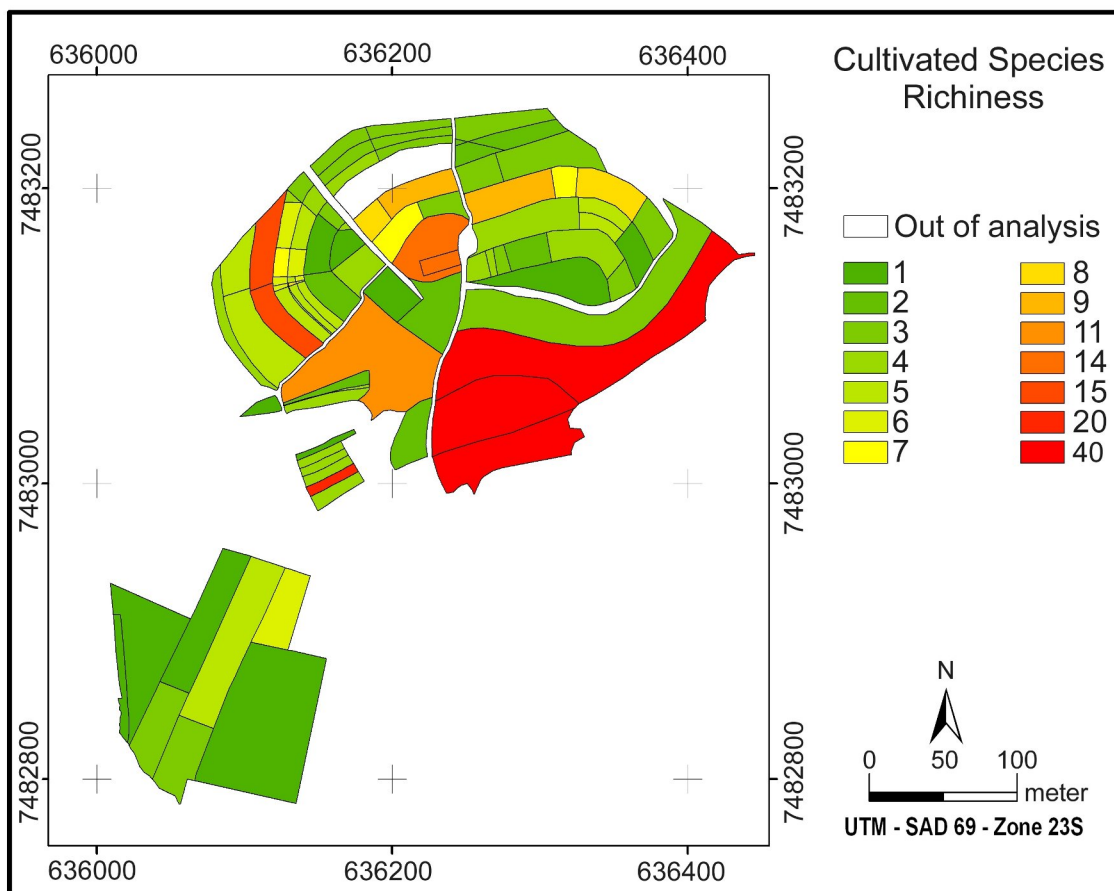 636000 636200 636400
Cultivated Species
Richiness
7483200
7483200
Out of analysis
1
2
3
4
5
6
7
8
9
11
14
15
20
40
7483000
7483000
N
7482800
7482800
0 50 100
meter
UTM - SAD 69 - Zone 23S
636000 636200 636400